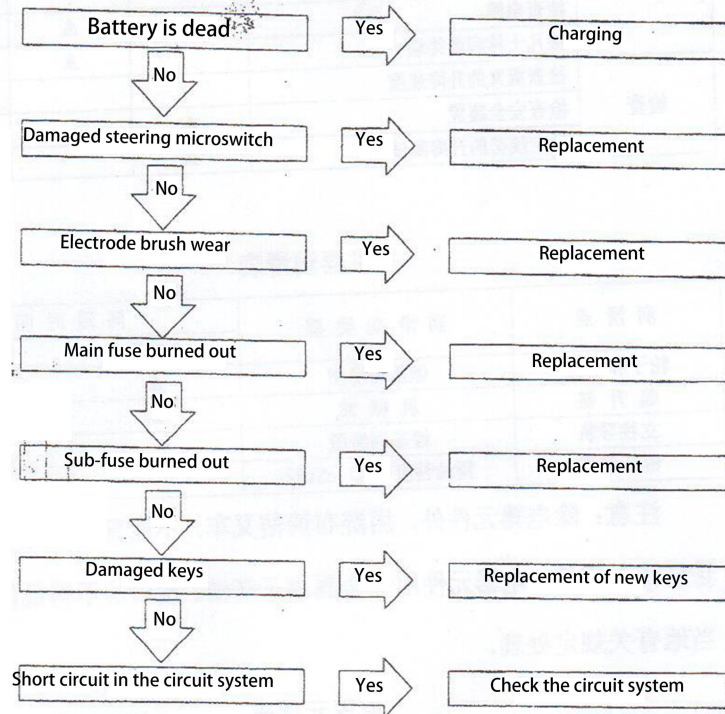 Battery is dead
Yes
Charging
No
Damaged steering microswitch
Yes
Replacement
No
Electrode brush wear
Yes
Replacement
No
Main fuse burned out
Yes
Replacement
No
Sub-fuse burned out
Yes
Replacement
No
Damaged keys
Yes
Replacement of new keys
No
Short circuit in the circuit system
Yes
Check the circuit system